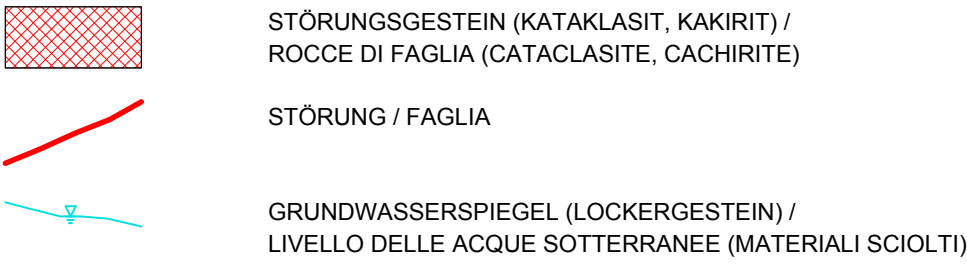 STÖRUNGSGESTEIN (KATAKLASIT, KAKIRIT) /
ROCCE DI FAGLIA (CATACLASITE, CACHIRITE)
STÖRUNG / FAGLIA
GRUNDWASSERSPIEGEL (LOCKERGESTEIN) /
LIVELLO DELLE ACQUE SOTTERRANEE (MATERIALI SCIOLTI)